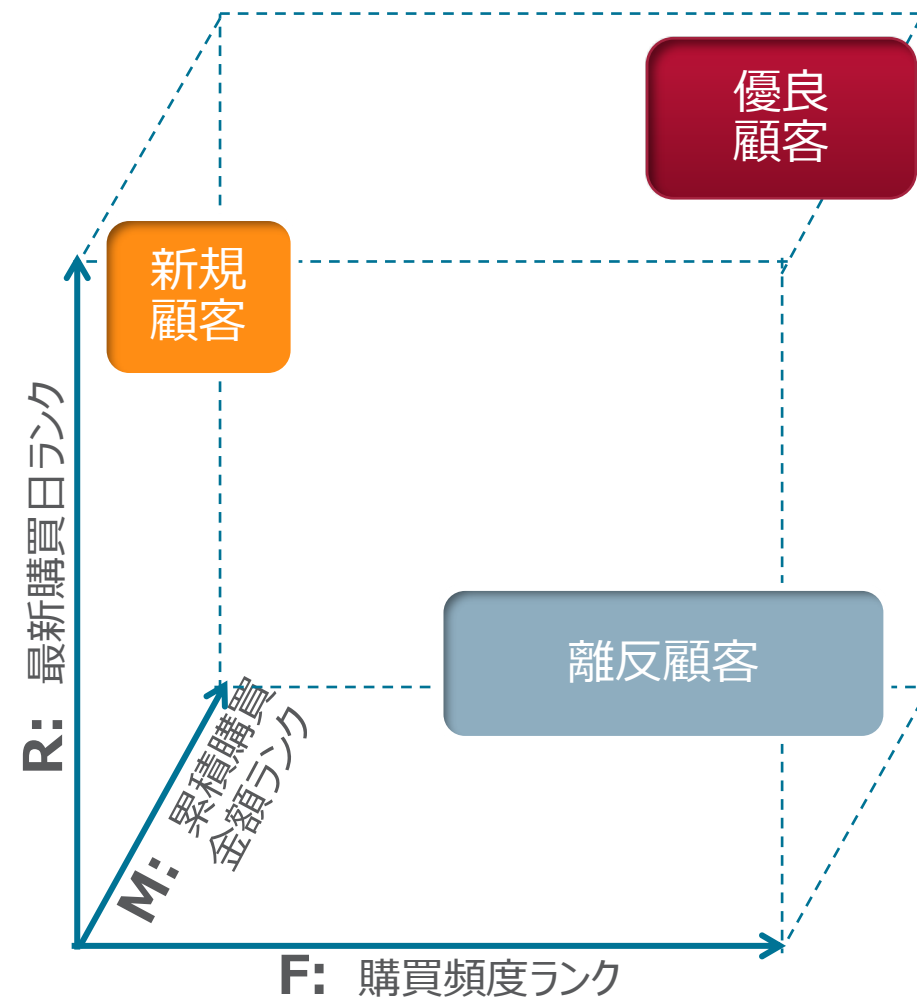 優良
顧客
新規
顧客
離反顧客
R: 最新購買日ランク
M: 累積購買
金額ランク
F: 購買頻度ランク